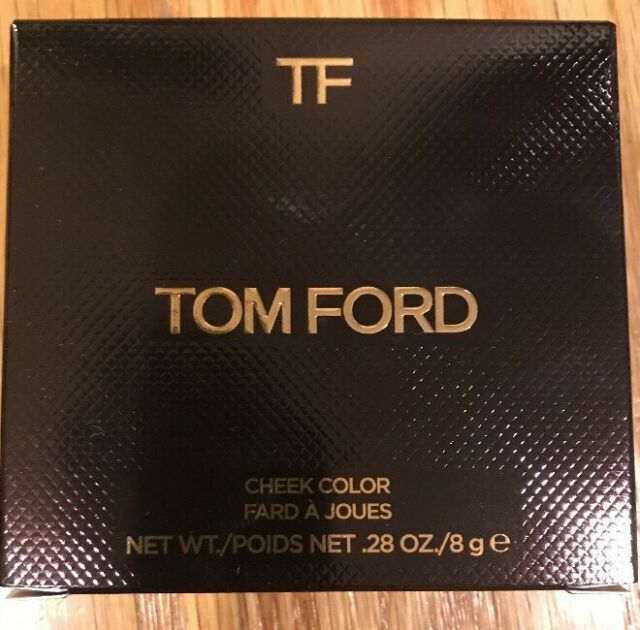 TF
TOM FORD
CHEEK COLOR
FARD À JOUES
NET WT./POIDS NET .28 OZ./8 g ℮